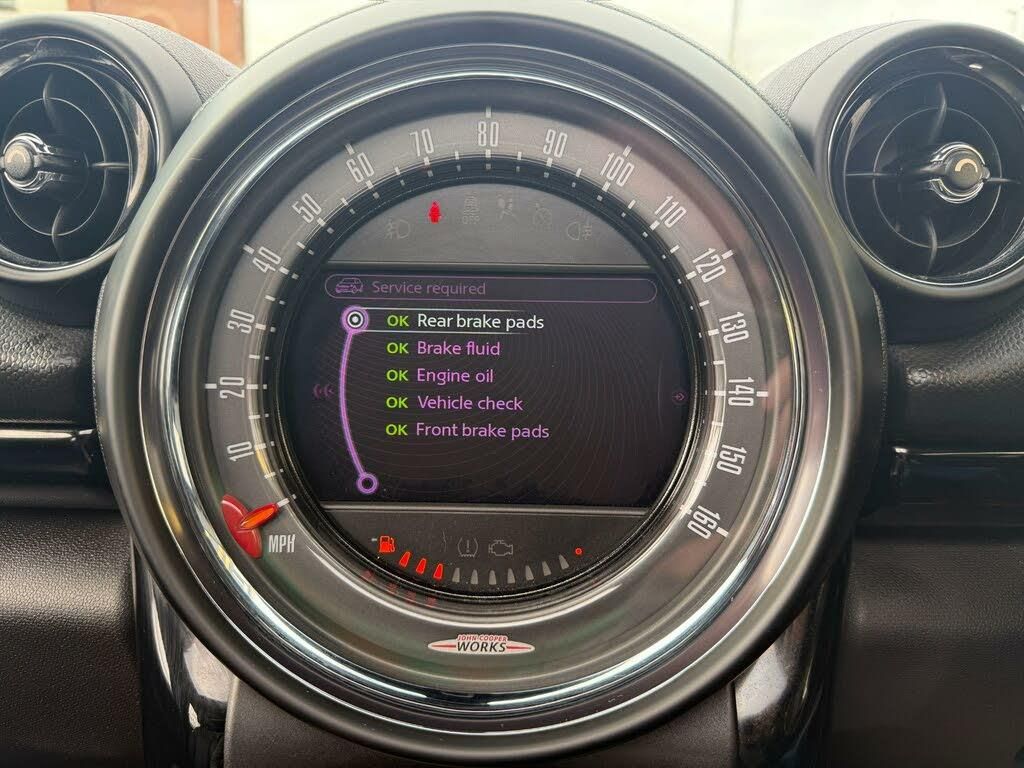 10
20
30
40
50
60
70
80
90
100
110
120
130
140
150
160
MPH
Service required
OK Rear brake pads
OK Brake fluid
OK Engine oil
OK Vehicle check
OK Front brake pads
JOHN COOPER
WORKS